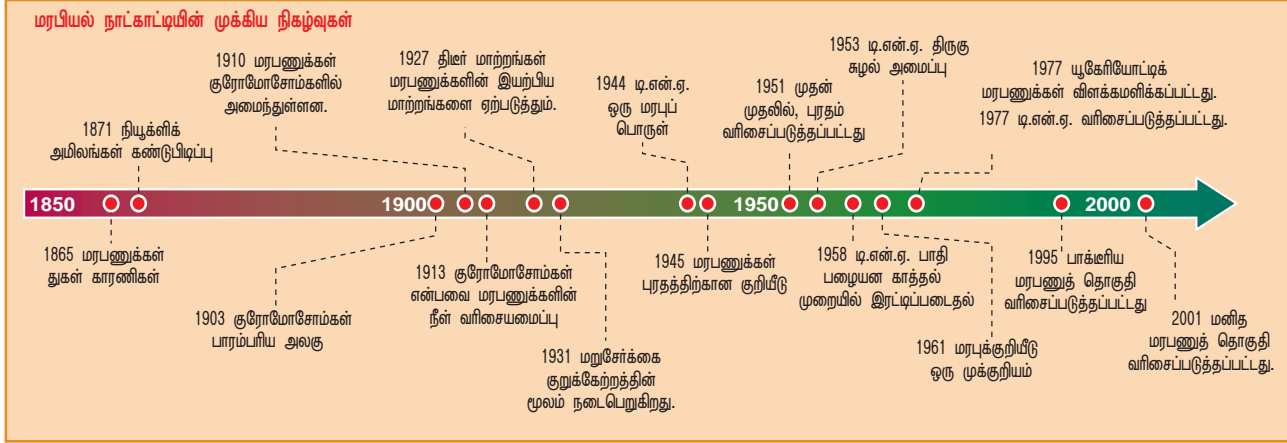 மரபியல் நாட்காட்டியின் முக்கிய நிகழ்வுகள்
1871 நியூக்ளிக்
அமிலங்கள் கண்டுபிடிப்பு
1910 மரபணுக்கள்
குரோமோசோம்களில்
அமைந்துள்ளன.
1927 திடீர் மாற்றங்கள்
மரபணுக்களின் இயற்பிய
மாற்றங்களை ஏற்படுத்தும்.
1944 டி.என்.ஏ.
ஒரு மரபுப்
பொருள்
1951 முதன்
முதலில், புரதம்
வரிசைப்படுத்தப்பட்டது
1953 டி.என்.ஏ. திருகு
சுழல் அமைப்பு
1977 யூகேரியோட்டிக்
மரபணுக்கள் விளக்கமளிக்கப்பட்டது.
1977 டி.என்.ஏ. வரிசைப்படுத்தப்பட்டது.
1850 1900 1950 2000
1865 மரபணுக்கள்
துகள் காரணிகள்
1903 குரோமோசோம்கள்
பாரம்பரிய அலகு
1913 குரோமோசோம்கள்
என்பவை மரபணுக்களின்
நீள் வரிசையமைப்பு
1931 மறுசேர்க்கை
குறுக்கேற்றத்தின்
மூலம் நடைபெறுகிறது.
1945 மரபணுக்கள்
புரதத்திற்கான குறியீடு
1958 டி.என்.ஏ. பாதி
பழையன காத்தல்
முறையில் இரட்டிப்படைதல்
1961 மரபுக்குறியீடு
ஒரு முக்குறியம்
1995 பாக்டீரிய
மரபணுத் தொகுதி
வரிசைப்படுத்தப்பட்டது
2001 மனித
மரபணுத் தொகுதி
வரிசைப்படுத்தப்பட்டது.